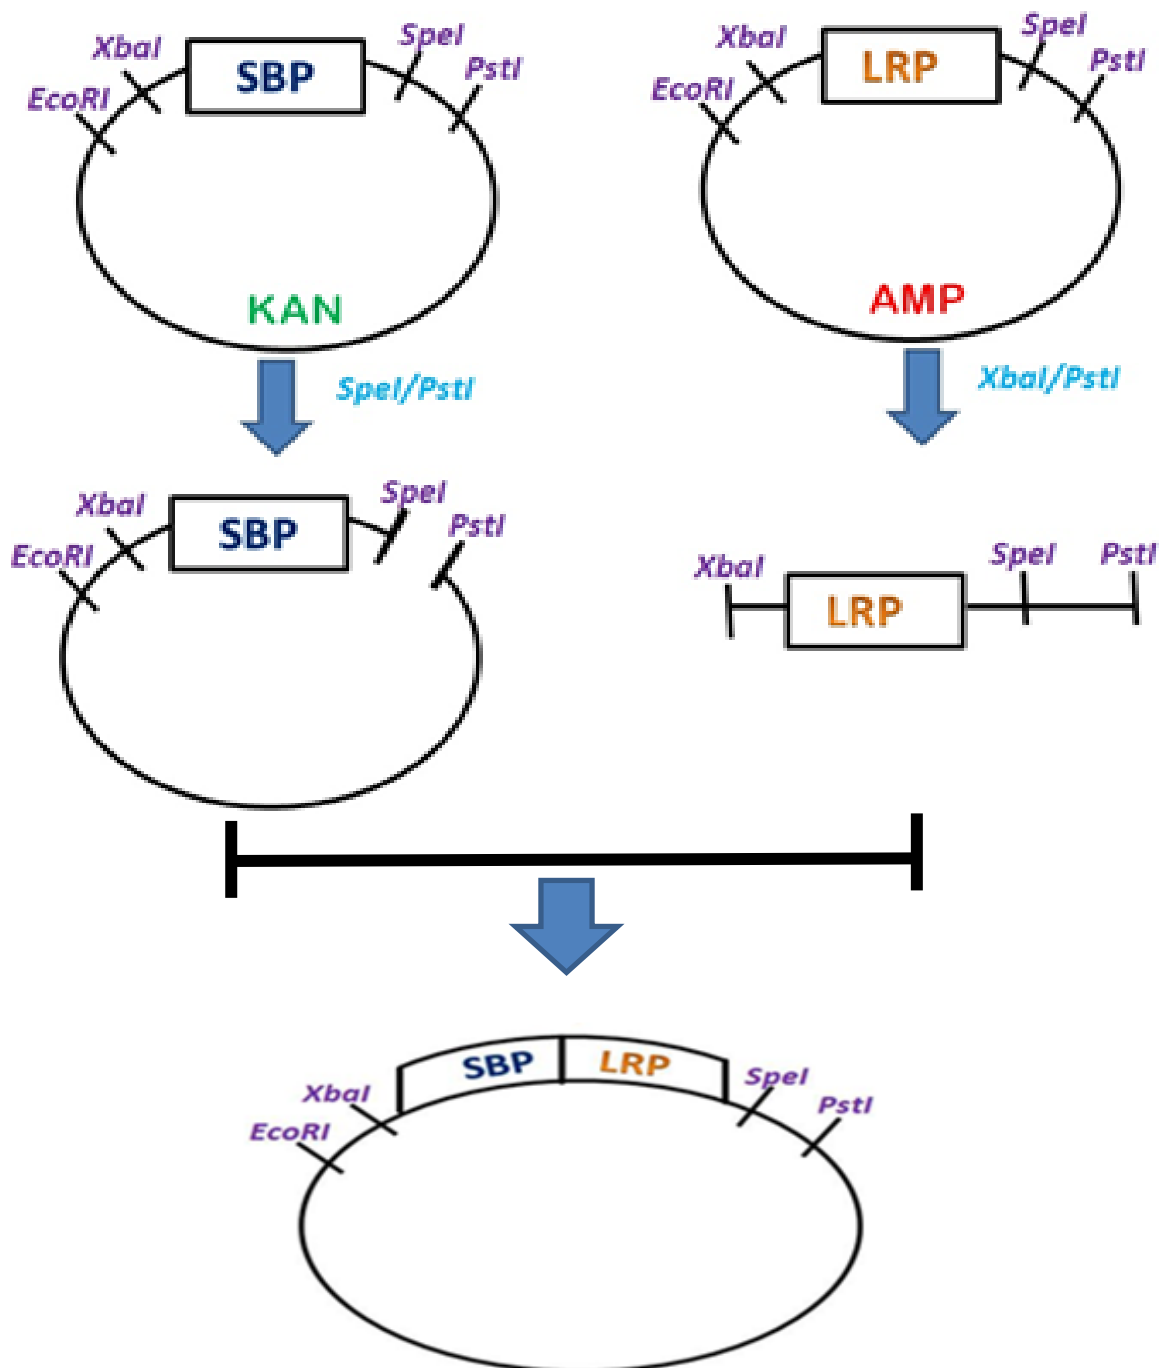 XbaI
SBP
SpeI
PstI
EcoRI
KAN
XbaI
LRP
SpeI
PstI
EcoRI
AMP
SpeI/PstI
XbaI/PstI
XbaI
SBP
SpeI
PstI
EcoRI
XbaI
LRP
SpeI
PstI
XbaI
SBP
LRP
SpeI
PstI
EcoRI